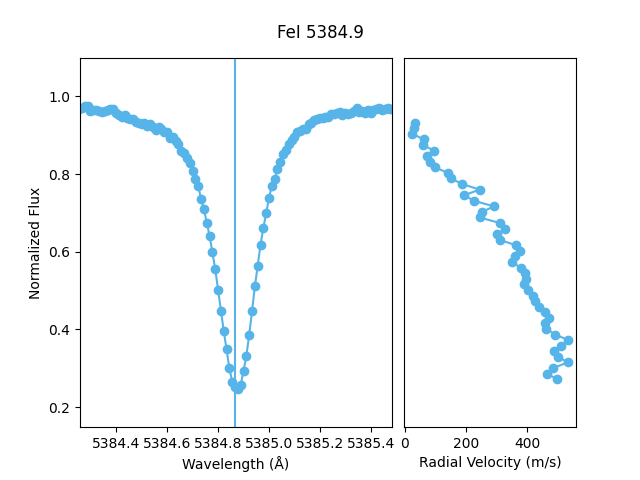 FeI 5384.9
Normalized Flux
1.0
0.8
0.6
0.4
0.2
5384.4 5384.6 5384.8 5385.0 5385.2 5385.4
Wavelength (Å)
0 200 400
Radial Velocity (m/s)